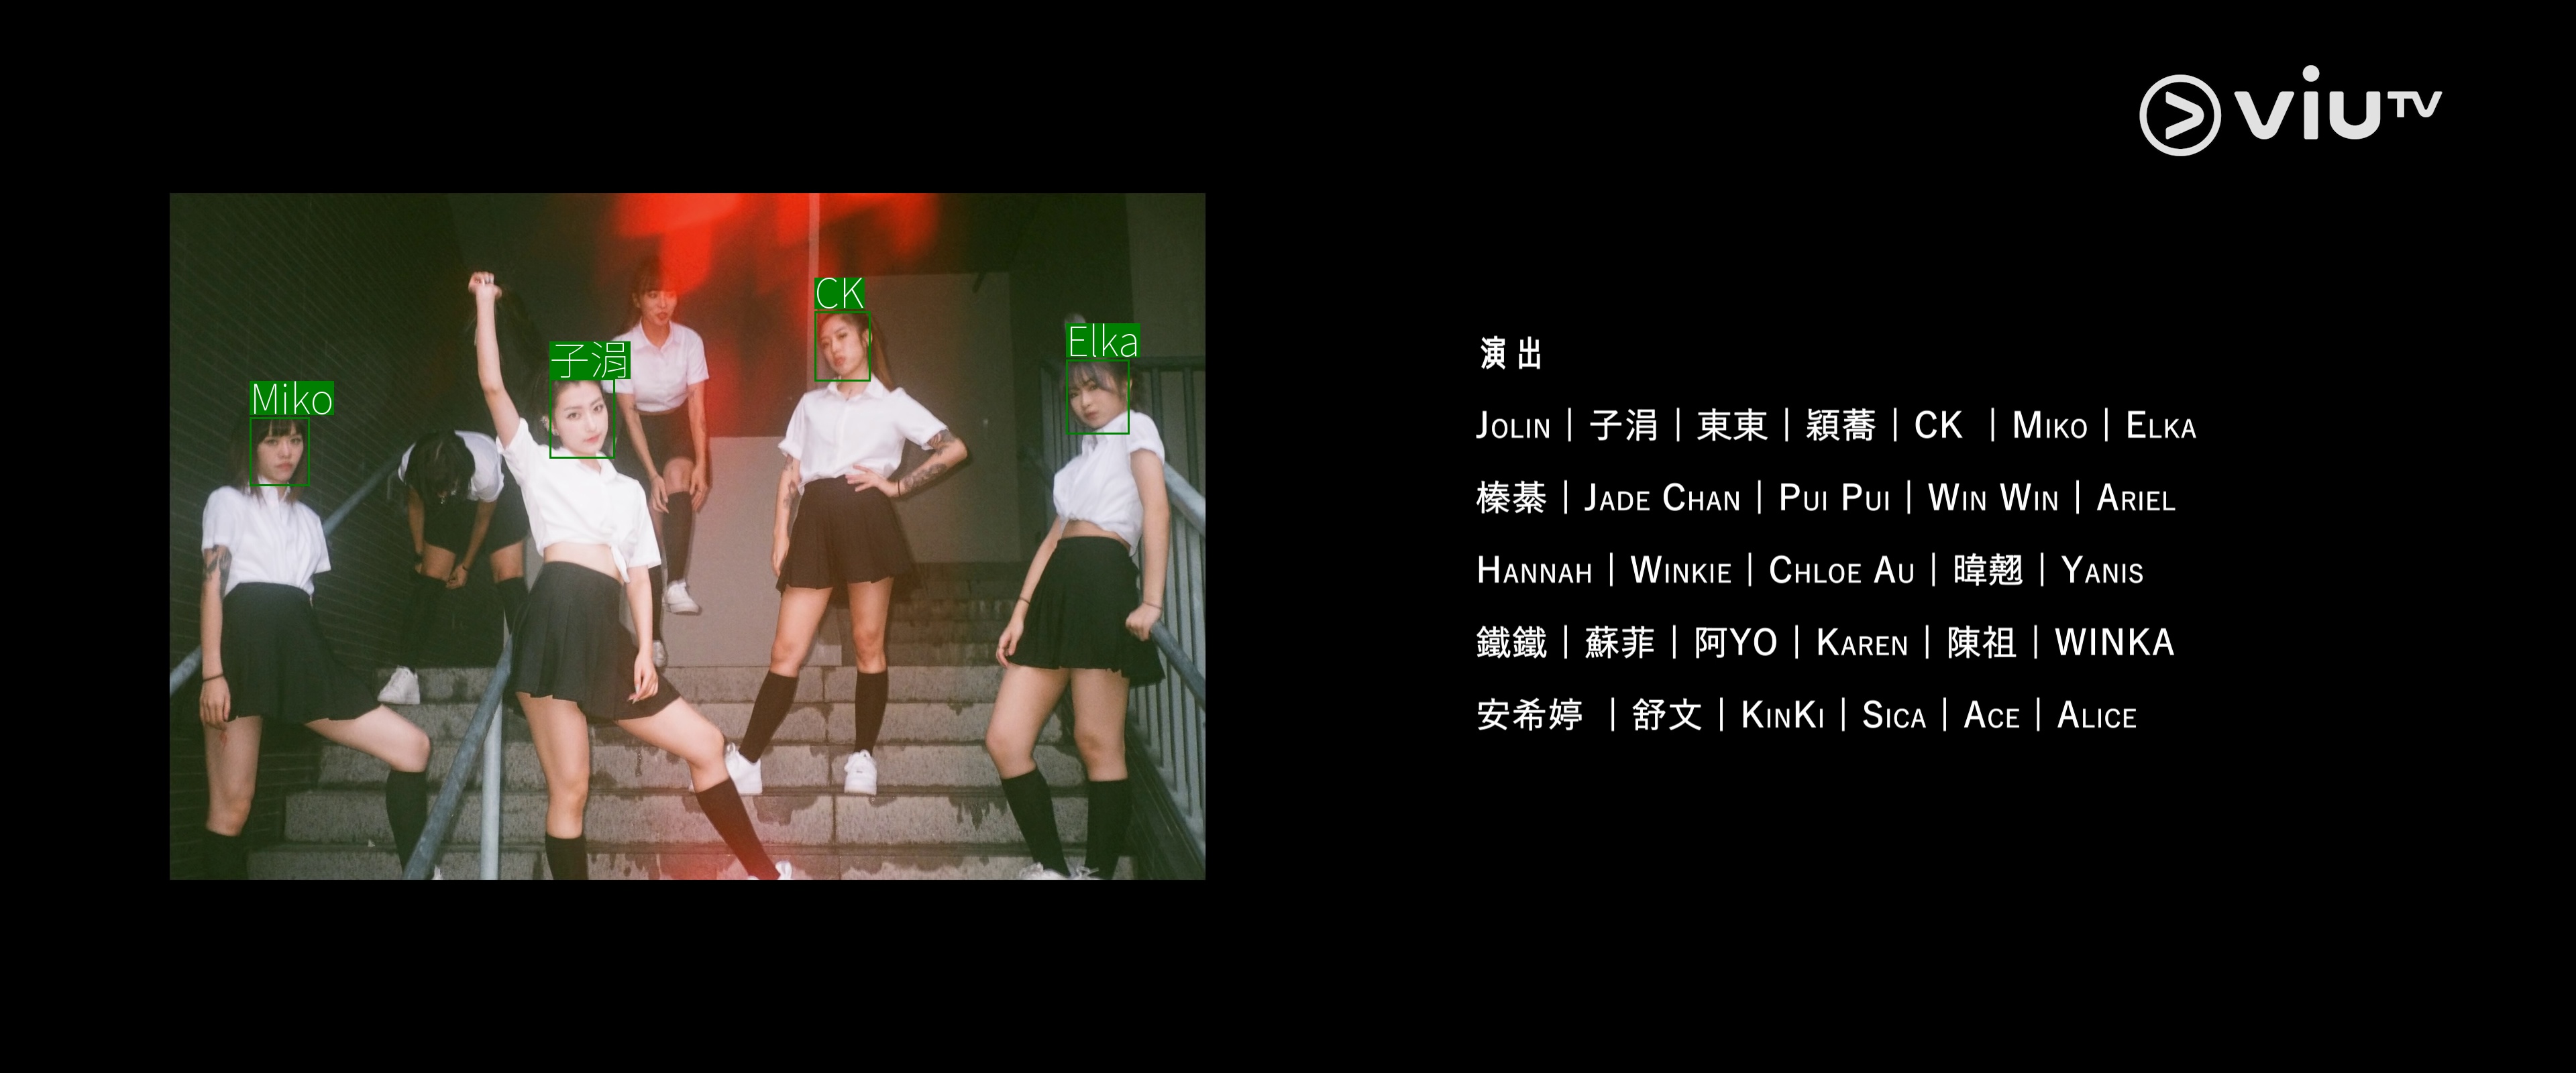 viuTV
CK
Elka
子涓
Miko
演出
JOLIN｜子涓｜東東｜穎蕎｜CK｜MIKO｜ELKA
榛綦｜JADE CHAN｜PUI PUI｜WIN WIN｜ARIEL
HANNAH｜WINKIE｜CHLOE AU｜暐翹｜YANIS
鐵鐵｜蘇菲｜阿YO｜KAREN｜陳祖｜WINKA
安希婷｜舒文｜KINKI｜SICA｜ACE｜ALICE